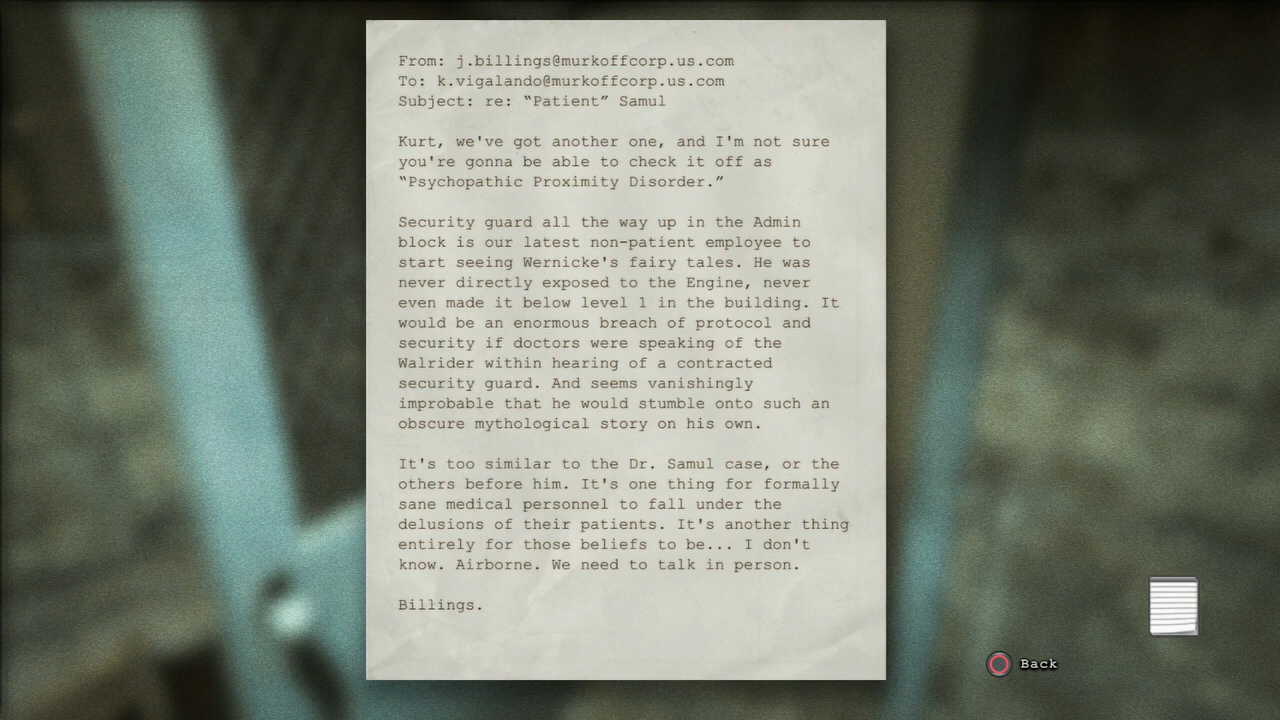 From: j.billings@murkoffcorp.us.com
To: k.vigalando@murkoffcorp.us.com
Subject: re: “Patient” Samul
Kurt, we've got another one, and I'm not sure
you're gonna be able to check it off as
“Psychopathic Proximity Disorder.”
Security guard all the way up in the Admin
block is our latest non-patient employee to
start seeing Wernicke's fairy tales. He was
never directly exposed to the Engine, never
even made it below level 1 in the building. It
would be an enormous breach of protocol and
security if doctors were speaking of the
Walrider within hearing of a contracted
security guard. And seems vanishingly
improbable that he would stumble onto such an
obscure mythological story on his own.
It's too similar to the Dr. Samul case, or the
others before him. It's one thing for formally
sane medical personnel to fall under the
delusions of their patients. It's another thing
entirely for those beliefs to be... I don't
know. Airborne. We need to talk in person.
Billings.
Back